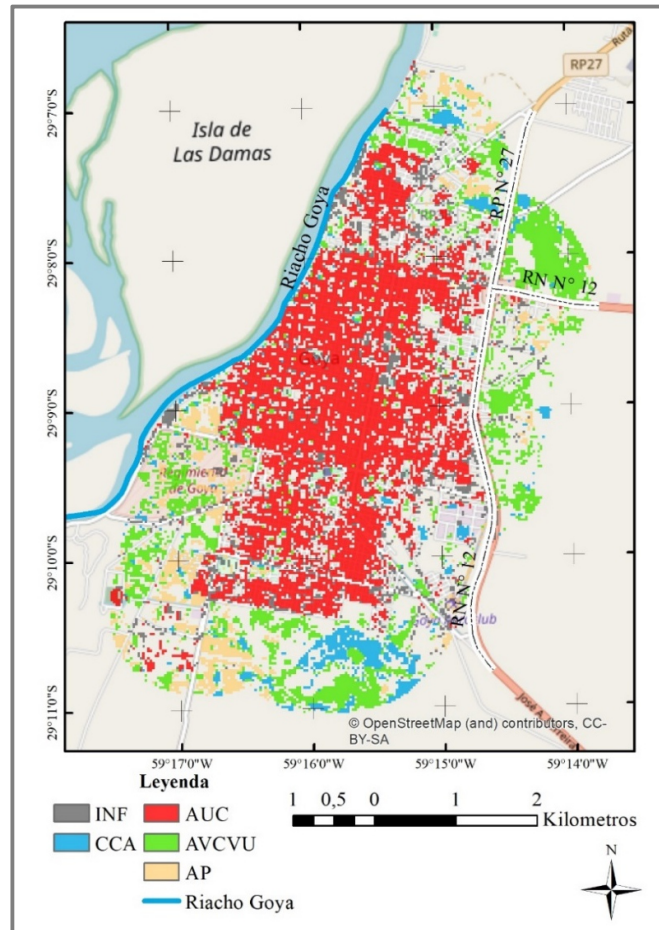 RP27
Ruta
29°7'0"S
Isla de
Las Damas
RP N° 27
Riacho Goya
29°8'0"S
RN N° 12
Goya
29°9'0"S
29°10'0"S
RN N° 12
29°11'0"S
© OpenStreetMap (and) contributors, CC-
BY-SA
59°17'0"W 59°16'0"W 59°15'0"W 59°14'0"W
Leyenda
INF AUC
CCA AVCVU
AP
Riacho Goya
1 0,5 0 1 2
Kilometros
N